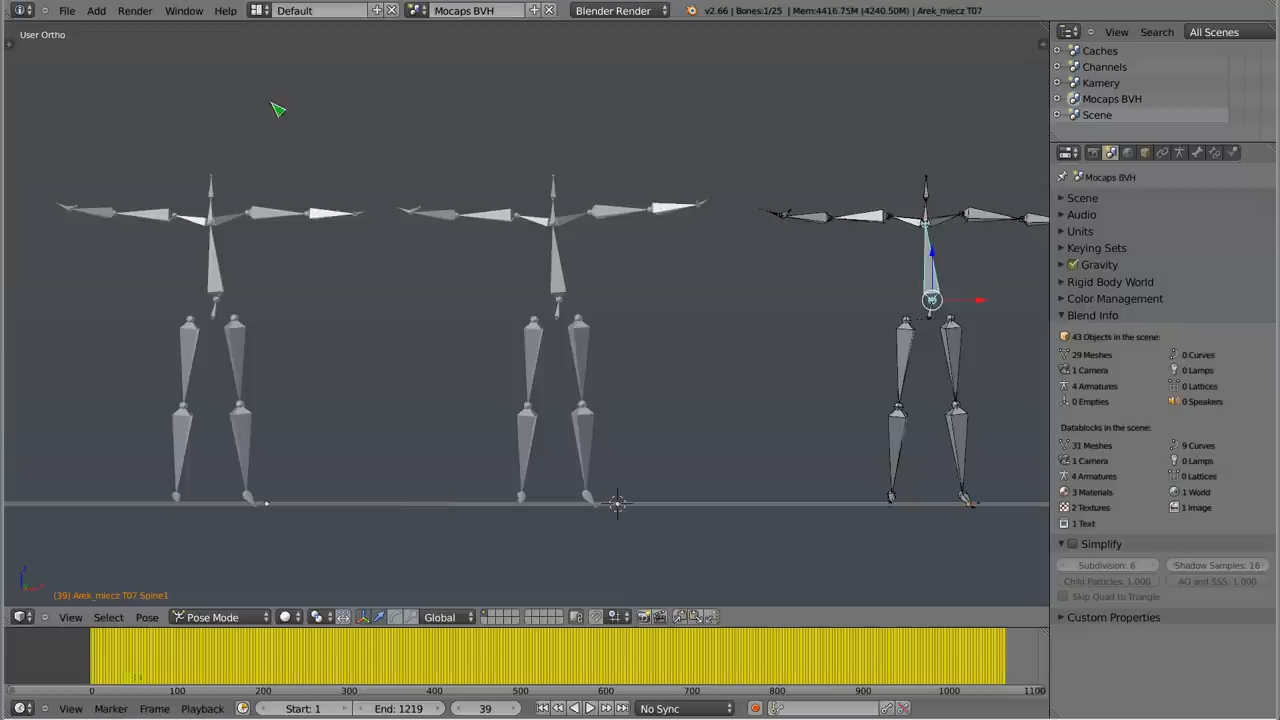 File Add Render Window Help Default Mocaps BVH Blender Render v2.66 | Bones:1/25 | Mem:4416.75M (4240.50M) | Arek_miecz T07
User Ortho
View Search All Scenes
Caches
Channels
Kamery
Mocaps BVH
Scene
Mocaps BVH
Scene
Audio
Units
Keying Sets
Gravity
Rigid Body World
Color Management
Blend Info
43 Objects in the scene:
29 Meshes 0 Curves
1 Camera 0 Lamps
4 Armatures 0 Lattices
0 Empties 0 Speakers
Datablocks in the scene:
31 Meshes 9 Curves
1 Camera 0 Lamps
4 Armatures 0 Lattices
3 Materials 1 World
2 Textures 1 Image
1 Text
Simplify
Subdivision: 6 Shadow Samples: 16
Child Particles: 1.000 AO and SSS: 1.000
Skip Quad to Triangle
Custom Properties
(39) Arek_miecz T07 Spine1
View Select Pose Pose Mode Global
0 100 200 300 400 500 600 700 800 900 1000 1100
View Marker Frame Playback Start: 1 End: 1219 39 No Sync